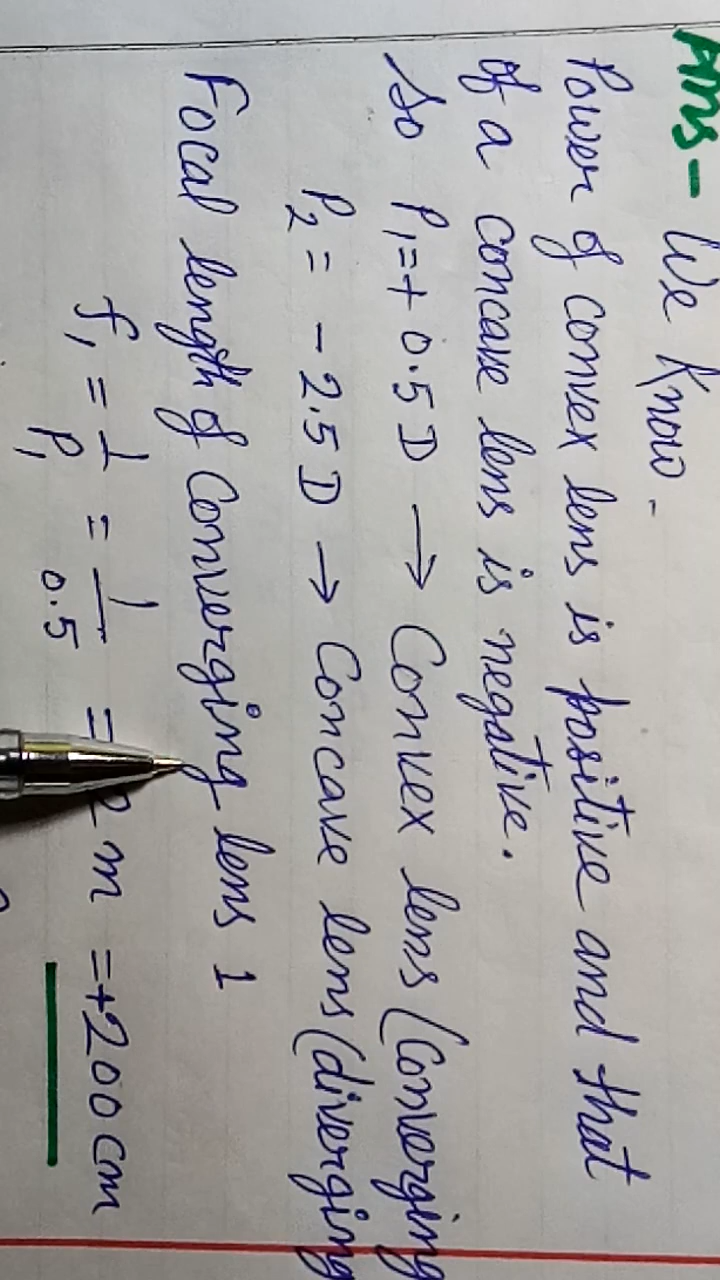 Ans- We Know -
Power of convex lens is positive and that
of a concave lens is negative.
So P₁ = + 0.5 D → Convex lens (Converging
P₂ = - 2.5 D → Concave lens (diverging
Focal length of Converging lens 1
f₁ = 1/P₁ = 1/0.5 = 2 m = +200 cm